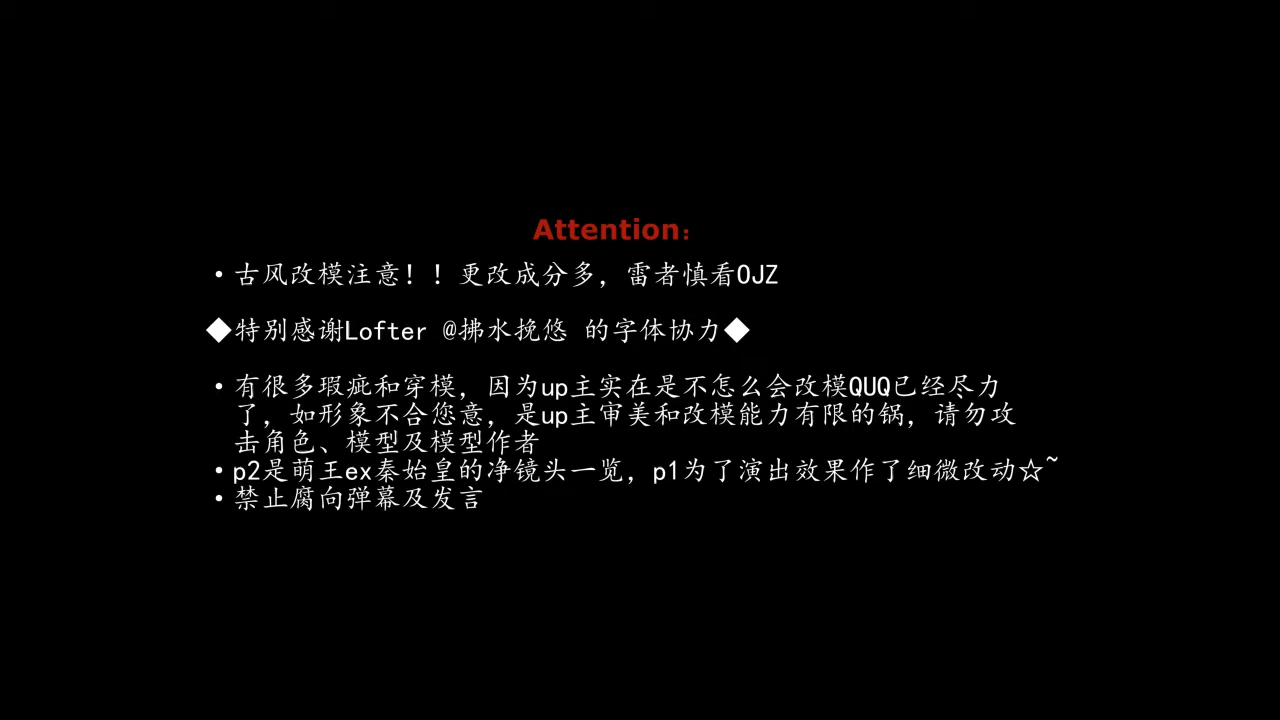 Attention：
•古风改模注意！！更改成分多，雷者慎看OJZ
◆特别感谢Lofter @拂水挽悠 的字体协力◆
•有很多瑕疵和穿模，因为up主实在是不怎么会改模QUQ已经尽力
了，如形象不合您意，是up主审美和改模能力有限的锅，请勿攻
击角色、模型及模型作者
•p2是萌王ex秦始皇的净镜头一览，p1为了演出效果作了细微改动☆~
•禁止腐向弹幕及发言